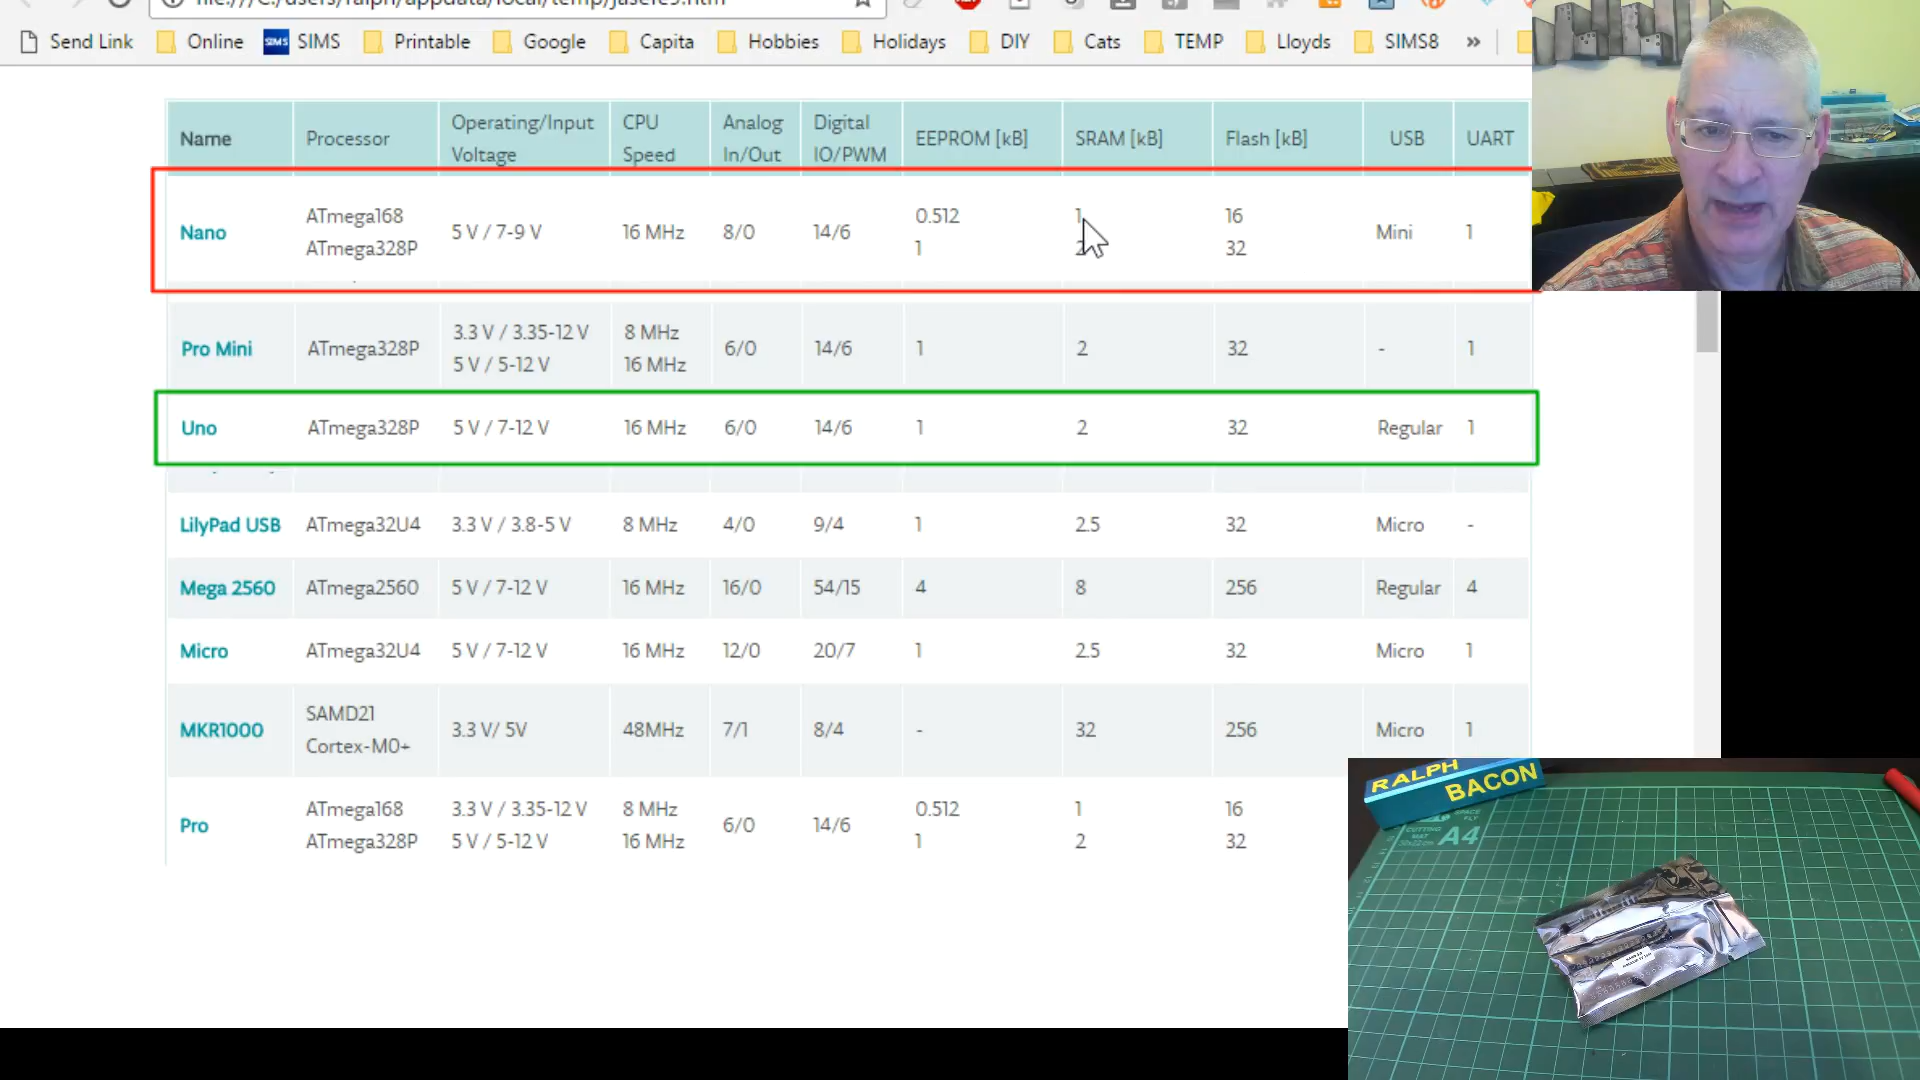 Send Link Online SIMS SIMS Printable Google Capita Hobbies Holidays DIY Cats TEMP Lloyds SIMS8 »
Name Processor Operating/Input Voltage CPU Speed Analog In/Out Digital IO/PWM EEPROM [kB] SRAM [kB] Flash [kB] USB UART
Nano ATmega168 5 V / 7-9 V 16 MHz 8/0 14/6 0.512 1 16 Mini 1
ATmega328P 1 2 32
Pro Mini ATmega328P 3.3 V / 3.35-12 V 8 MHz 6/0 14/6 1 2 32 - 1
5 V / 5-12 V 16 MHz
Uno ATmega328P 5 V / 7-12 V 16 MHz 6/0 14/6 1 2 32 Regular 1
LilyPad USB ATmega32U4 3.3 V / 3.8-5 V 8 MHz 4/0 9/4 1 2.5 32 Micro -
Mega 2560 ATmega2560 5 V / 7-12 V 16 MHz 16/0 54/15 4 8 256 Regular 4
Micro ATmega32U4 5 V / 7-12 V 16 MHz 12/0 20/7 1 2.5 32 Micro 1
MKR1000 SAMD21 3.3 V/ 5V 48MHz 7/1 8/4 - 32 256 Micro 1
Cortex-M0+
Pro ATmega168 3.3 V / 3.35-12 V 8 MHz 6/0 14/6 0.512 1 16
ATmega328P 5 V / 5-12 V 16 MHz 1 2 32
RALPH
BACON
CUTTING
MAT A4